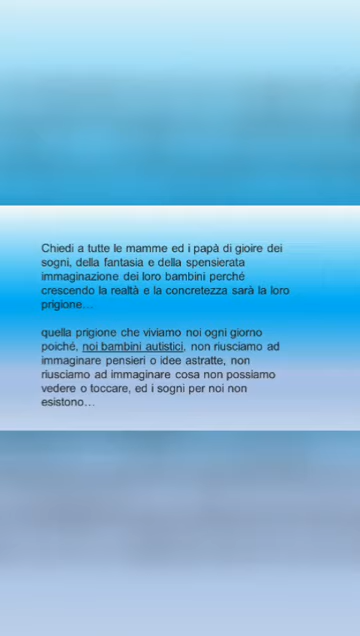 Chiedi a tutte le mamme ed i papà di gioire dei
sogni, della fantasia e della spensierata
immaginazione dei loro bambini perché
crescendo la realtà e la concretezza sarà la loro
prigione...
quella prigione che viviamo noi ogni giorno
poiché, noi bambini autistici, non riusciamo ad
immaginare pensieri o idee astratte, non
riusciamo ad immaginare cosa non possiamo
vedere o toccare, ed i sogni per noi non
esistono...